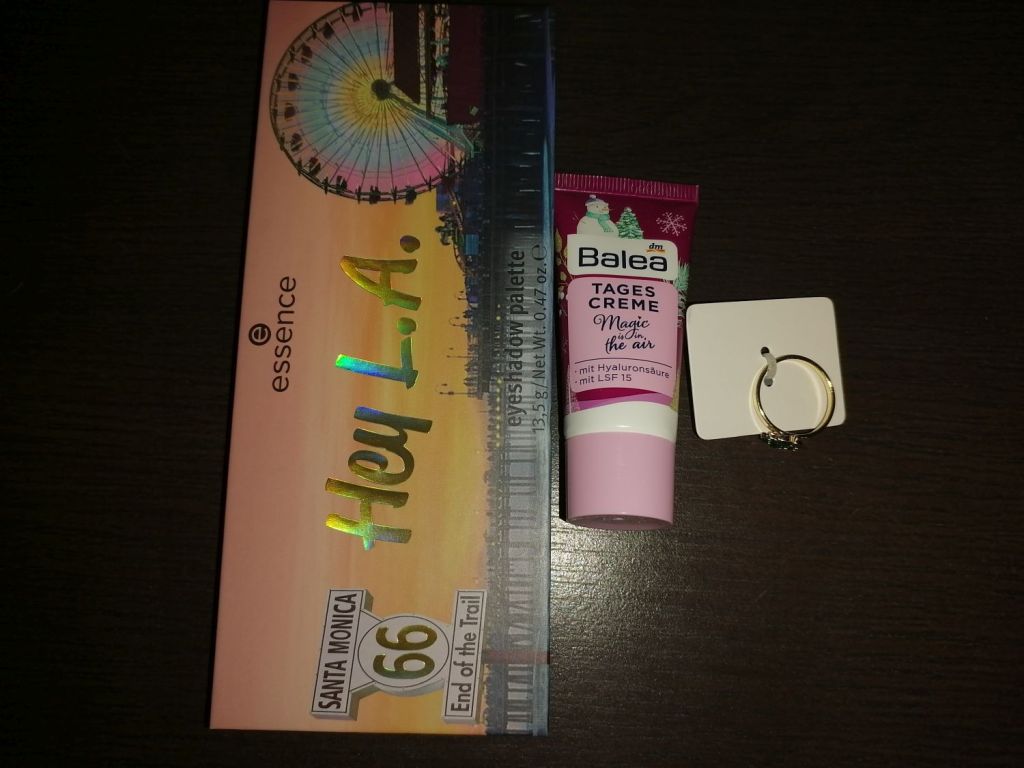 essence
Hey L.A.
eyeshadow palette
13,5 g/Net Wt. 0.47 oz.℮
SANTA MONICA
66
End of the Trail
dm
Balea
TAGES
CREME
Magic
is in
the air
· mit Hyaluronsäure
· mit LSF 15